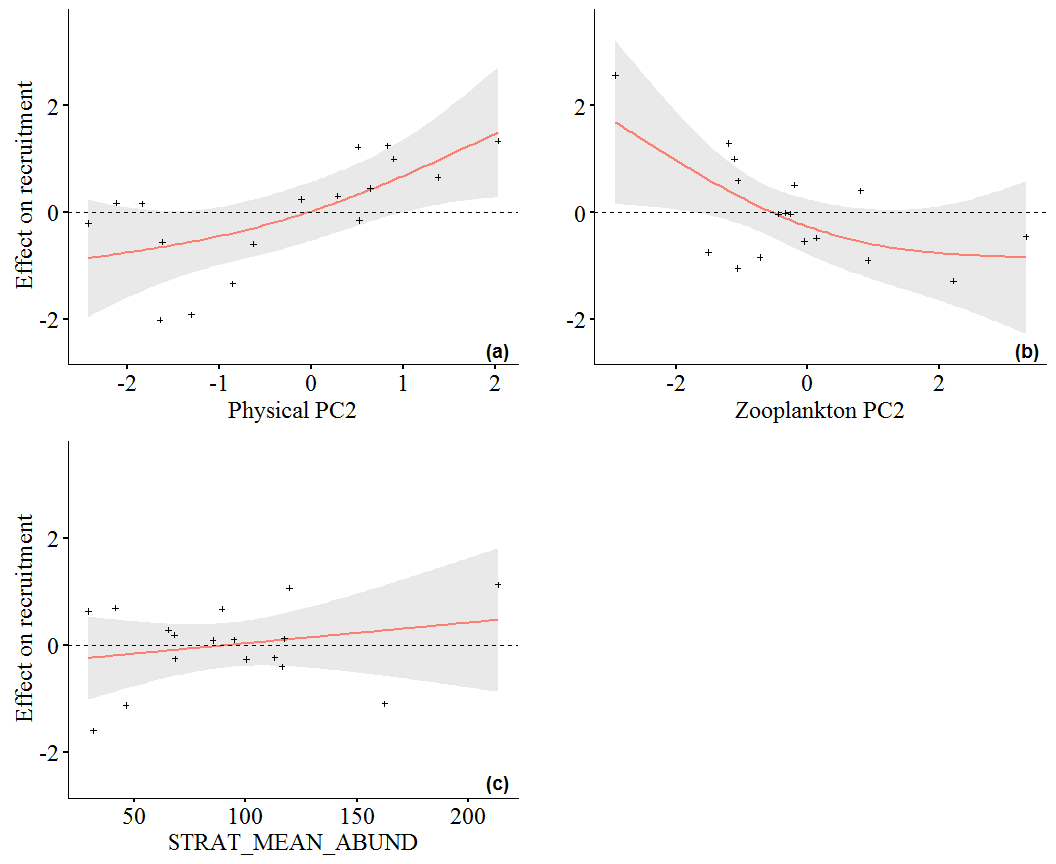 Effect on recruitment
2
0
-2
(a)
-2 -1 0 1 2
Physical PC2
2
0
-2
(b)
-2 0 2
Zooplankton PC2
Effect on recruitment
2
0
-2
(c)
50 100 150 200
STRAT_MEAN_ABUND